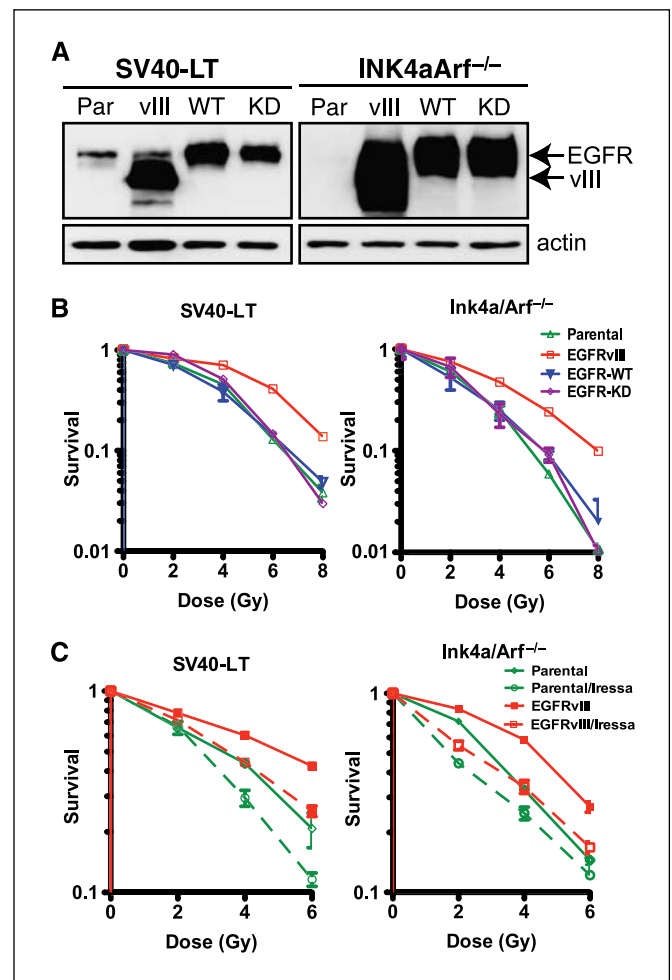 A
SV40-LT
INK4aArf–/–
Par vIII WT KD
Par vIII WT KD
EGFR
vIII
actin
B
SV40-LT
Ink4a/Arf–/–
Parental
EGFRvIII
EGFR-WT
EGFR-KD
Survival
1
0.1
0.01
0 2 4 6 8
Dose (Gy)
Survival
1
0.1
0.01
0 2 4 6 8
Dose (Gy)
C
SV40-LT
Ink4a/Arf–/–
Parental
Parental/Iressa
EGFRvIII
EGFRvIII/Iressa
Survival
1
0.1
0 2 4 6
Dose (Gy)
Survival
1
0.1
0 2 4 6
Dose (Gy)